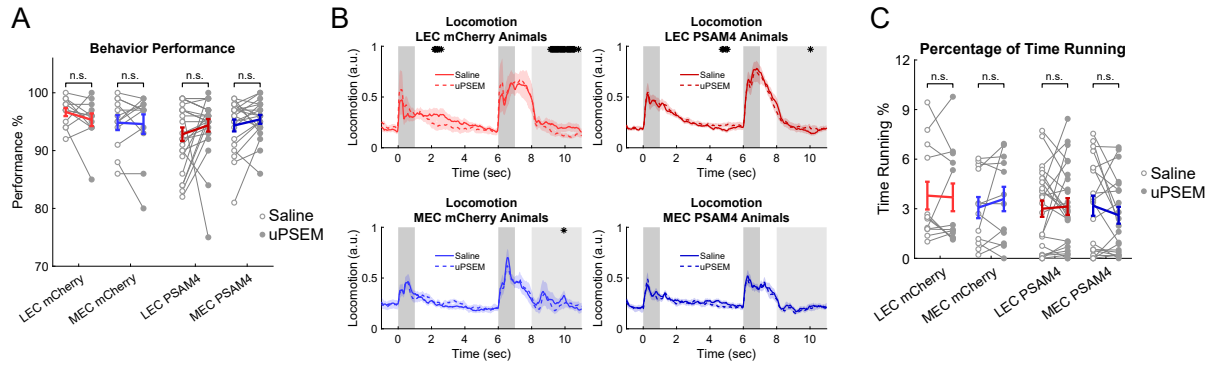 A
Behavior Performance
n.s.
n.s.
n.s.
n.s.
100
90
80
70
Performance %
Saline
uPSEM
LEC mCherry
MEC mCherry
LEC PSAM4
MEC PSAM4
B
Locomotion
LEC mCherry Animals
1
0.5
0
Locomotion (a.u.)
Saline
uPSEM
0 2 4 6 8 10
Time (sec)
Locomotion
LEC PSAM4 Animals
1
0.5
0
Locomotion (a.u.)
Saline
uPSEM
0 2 4 6 8 10
Time (sec)
Locomotion
MEC mCherry Animals
1
0.5
0
Locomotion (a.u.)
Saline
uPSEM
0 2 4 6 8 10
Time (sec)
Locomotion
MEC PSAM4 Animals
1
0.5
0
Locomotion (a.u.)
Saline
uPSEM
0 2 4 6 8 10
Time (sec)
C
Percentage of Time Running
12
9
6
3
0
Time Running %
n.s.
n.s.
n.s.
n.s.
Saline
uPSEM
LEC mCherry
MEC mCherry
LEC PSAM4
MEC PSAM4